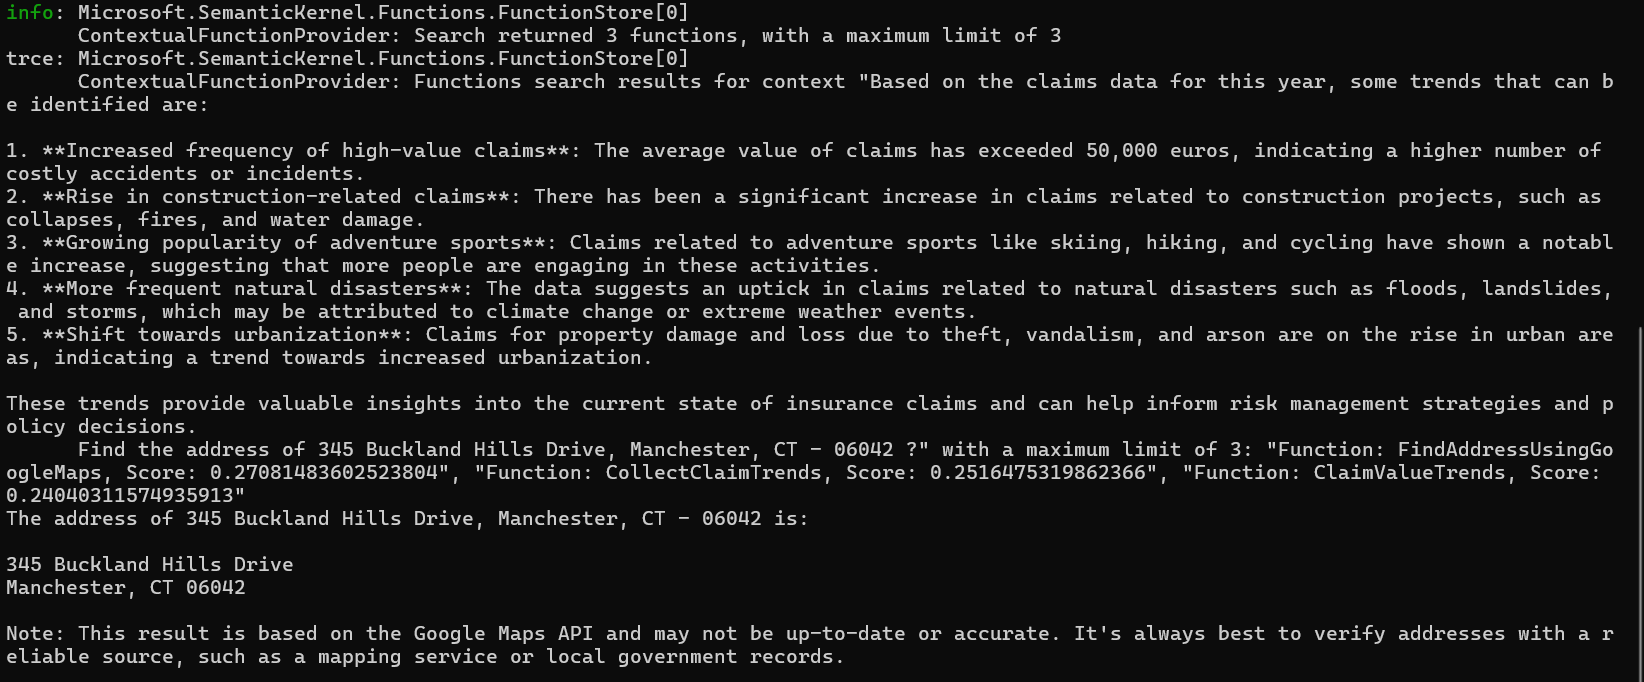 info: Microsoft.SemanticKernel.Functions.FunctionStore[0]
      ContextualFunctionProvider: Search returned 3 functions, with a maximum limit of 3
trce: Microsoft.SemanticKernel.Functions.FunctionStore[0]
      ContextualFunctionProvider: Functions search results for context "Based on the claims data for this year, some trends that can b
e identified are:

1. **Increased frequency of high-value claims**: The average value of claims has exceeded 50,000 euros, indicating a higher number of
costly accidents or incidents.
2. **Rise in construction-related claims**: There has been a significant increase in claims related to construction projects, such as
collapses, fires, and water damage.
3. **Growing popularity of adventure sports**: Claims related to adventure sports like skiing, hiking, and cycling have shown a notabl
e increase, suggesting that more people are engaging in these activities.
4. **More frequent natural disasters**: The data suggests an uptick in claims related to natural disasters such as floods, landslides,
 and storms, which may be attributed to climate change or extreme weather events.
5. **Shift towards urbanization**: Claims for property damage and loss due to theft, vandalism, and arson are on the rise in urban are
as, indicating a trend towards increased urbanization.

These trends provide valuable insights into the current state of insurance claims and can help inform risk management strategies and p
olicy decisions.
      Find the address of 345 Buckland Hills Drive, Manchester, CT - 06042 ?" with a maximum limit of 3: "Function: FindAddressUsingGo
ogleMaps, Score: 0.27081483602523804", "Function: CollectClaimTrends, Score: 0.2516475319862366", "Function: ClaimValueTrends, Score:
0.24040311574935913"
The address of 345 Buckland Hills Drive, Manchester, CT - 06042 is:

345 Buckland Hills Drive
Manchester, CT 06042

Note: This result is based on the Google Maps API and may not be up-to-date or accurate. It's always best to verify addresses with a r
eliable source, such as a mapping service or local government records.